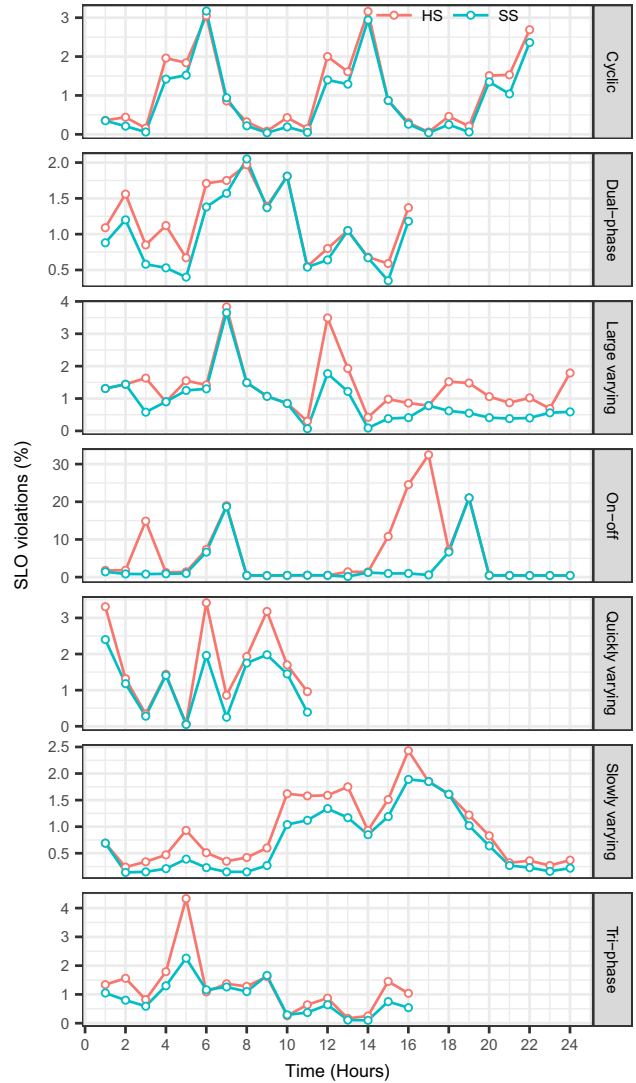 HS SS
3
2
1
0
Cyclic
2.0
1.5
1.0
0.5
Dual−phase
4
3
2
1
0
Large varying
30
20
10
0
On−off
3
2
1
0
Quickly varying
2.5
2.0
1.5
1.0
0.5
Slowly varying
4
3
2
1
0
Tri−phase
SLO violations (%)
0 2 4 6 8 10 12 14 16 18 20 22 24
Time (Hours)